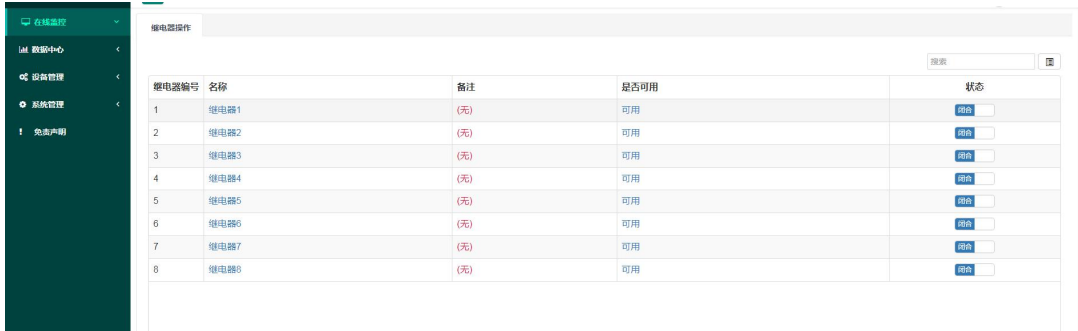 在线监控
数据中心
设备管理
系统管理
免责声明
继电器操作
搜索
继电器编号 名称 备注 是否可用 状态
1 继电器1 (无) 可用 闭合
2 继电器2 (无) 可用 闭合
3 继电器3 (无) 可用 闭合
4 继电器4 (无) 可用 闭合
5 继电器5 (无) 可用 闭合
6 继电器6 (无) 可用 闭合
7 继电器7 (无) 可用 闭合
8 继电器8 (无) 可用 闭合